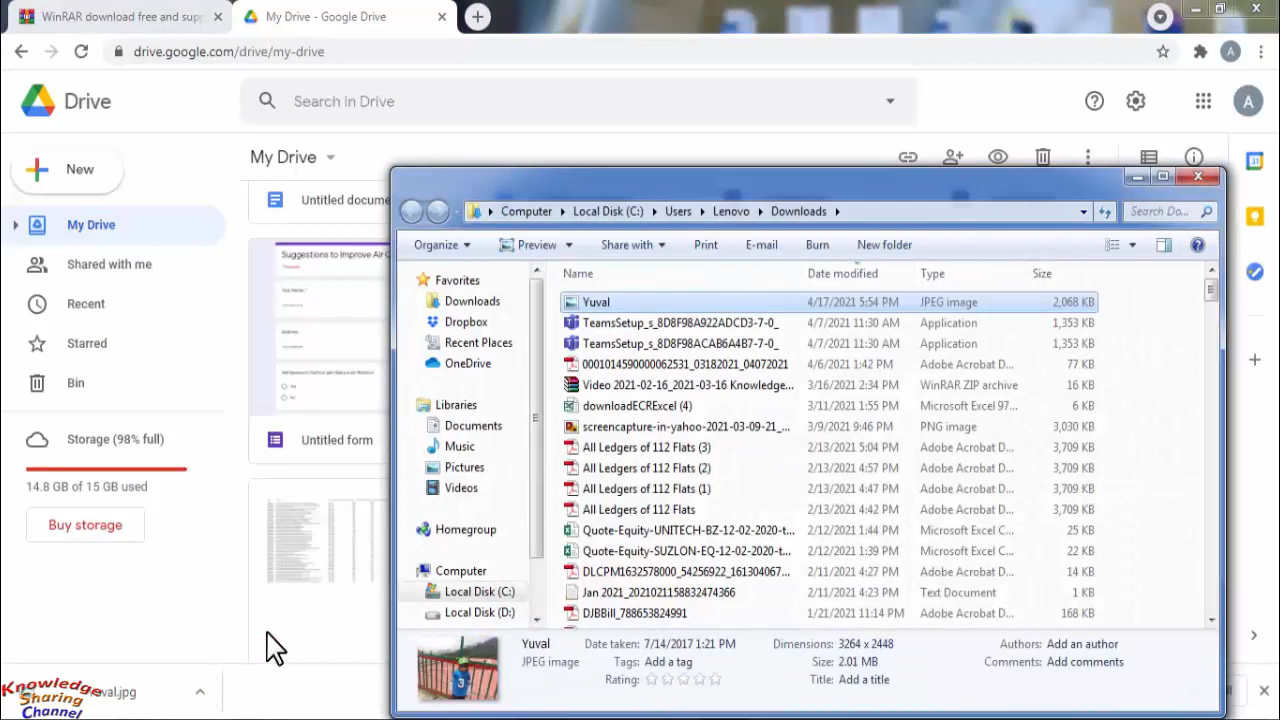 WinRAR download free and supp
My Drive - Google Drive
drive.google.com/drive/my-drive
A
Drive
Search in Drive
A
New
My Drive
My Drive
Shared with me
Recent
Starred
Bin
Storage (98% full)
14.8 GB of 15 GB used
Buy storage
Untitled docume
Suggestions to Improve Air Q
Untitled form
Computer Local Disk (C:) Users Lenovo Downloads
Search Do...
Organize Preview Share with Print E-mail Burn New folder
Favorites
Downloads
Dropbox
Recent Places
OneDrive
Libraries
Documents
Music
Pictures
Videos
Homegroup
Computer
Local Disk (C:)
Local Disk (D:)
Name Date modified Type Size
Yuval 4/17/2021 5:54 PM JPEG image 2,068 KB
TeamsSetup_s_8D8F98A922ADCD3-7-0_ 4/7/2021 11:30 AM Application 1,353 KB
TeamsSetup_s_8D8F98ACAB6A4B7-7-0_ 4/7/2021 11:30 AM Application 1,353 KB
0001014590000062531_03182021_04072021 4/6/2021 1:42 PM Adobe Acrobat D... 77 KB
Video 2021-02-16_2021-03-16 Knowledge... 3/16/2021 2:34 PM WinRAR ZIP archive 16 KB
downloadECRExcel (4) 3/11/2021 1:55 PM Microsoft Excel 97... 6 KB
screencapture-in-yahoo-2021-03-09-21_... 3/9/2021 9:46 PM PNG image 3,030 KB
All Ledgers of 112 Flats (3) 2/13/2021 5:04 PM Adobe Acrobat D... 3,709 KB
All Ledgers of 112 Flats (2) 2/13/2021 4:57 PM Adobe Acrobat D... 3,709 KB
All Ledgers of 112 Flats (1) 2/13/2021 4:47 PM Adobe Acrobat D... 3,709 KB
All Ledgers of 112 Flats 2/13/2021 4:42 PM Adobe Acrobat D... 3,709 KB
Quote-Equity-UNITECH-BZ-12-02-2020-t... 2/12/2021 1:44 PM Microsoft Excel C... 25 KB
Quote-Equity-SUZLON-EQ-12-02-2020-t... 2/12/2021 1:39 PM Microsoft Excel C... 22 KB
DLCPM1632578000_54256922_161304067... 2/11/2021 4:27 PM Adobe Acrobat D... 14 KB
Jan 2021_2021021158832474366 2/11/2021 4:23 PM Text Document 1 KB
DJBBill_788653824991 1/21/2021 11:14 PM Adobe Acrobat D... 168 KB
Yuval Date taken: 7/14/2017 1:21 PM Dimensions: 3264 x 2448 Authors: Add an author
JPEG image Tags: Add a tag Size: 2.01 MB Comments: Add comments
Rating: Title: Add a title
val.jpg
Knowledge
Sharing
Channel